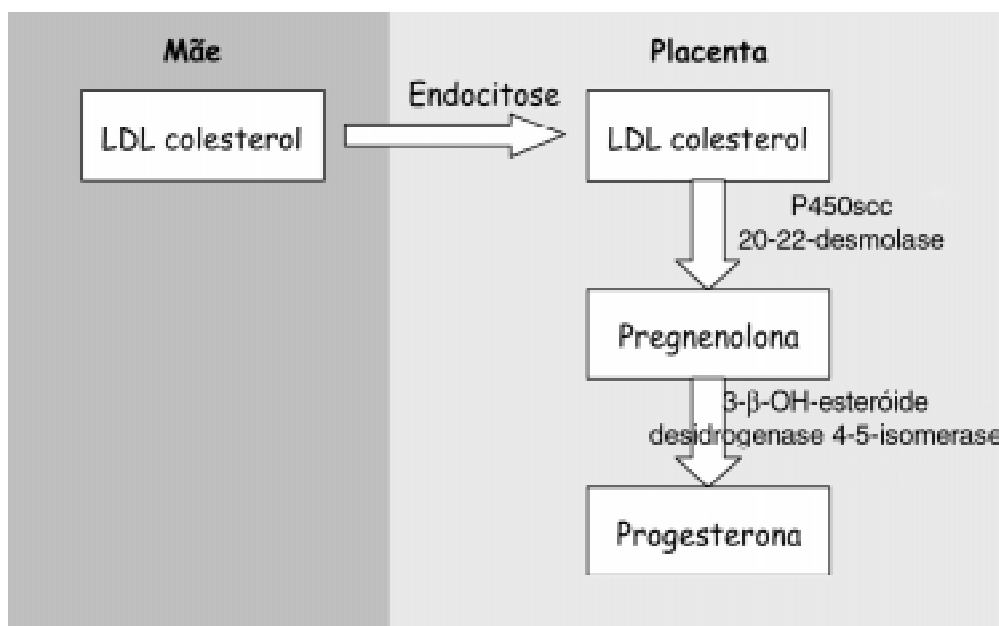 Mãe
Placenta
LDL colesterol
Endocitose
LDL colesterol
P450scc
20-22-desmolase
Pregnenolona
3-β-OH-esteróide
desidrogenase 4-5-isomerase
Progesterona